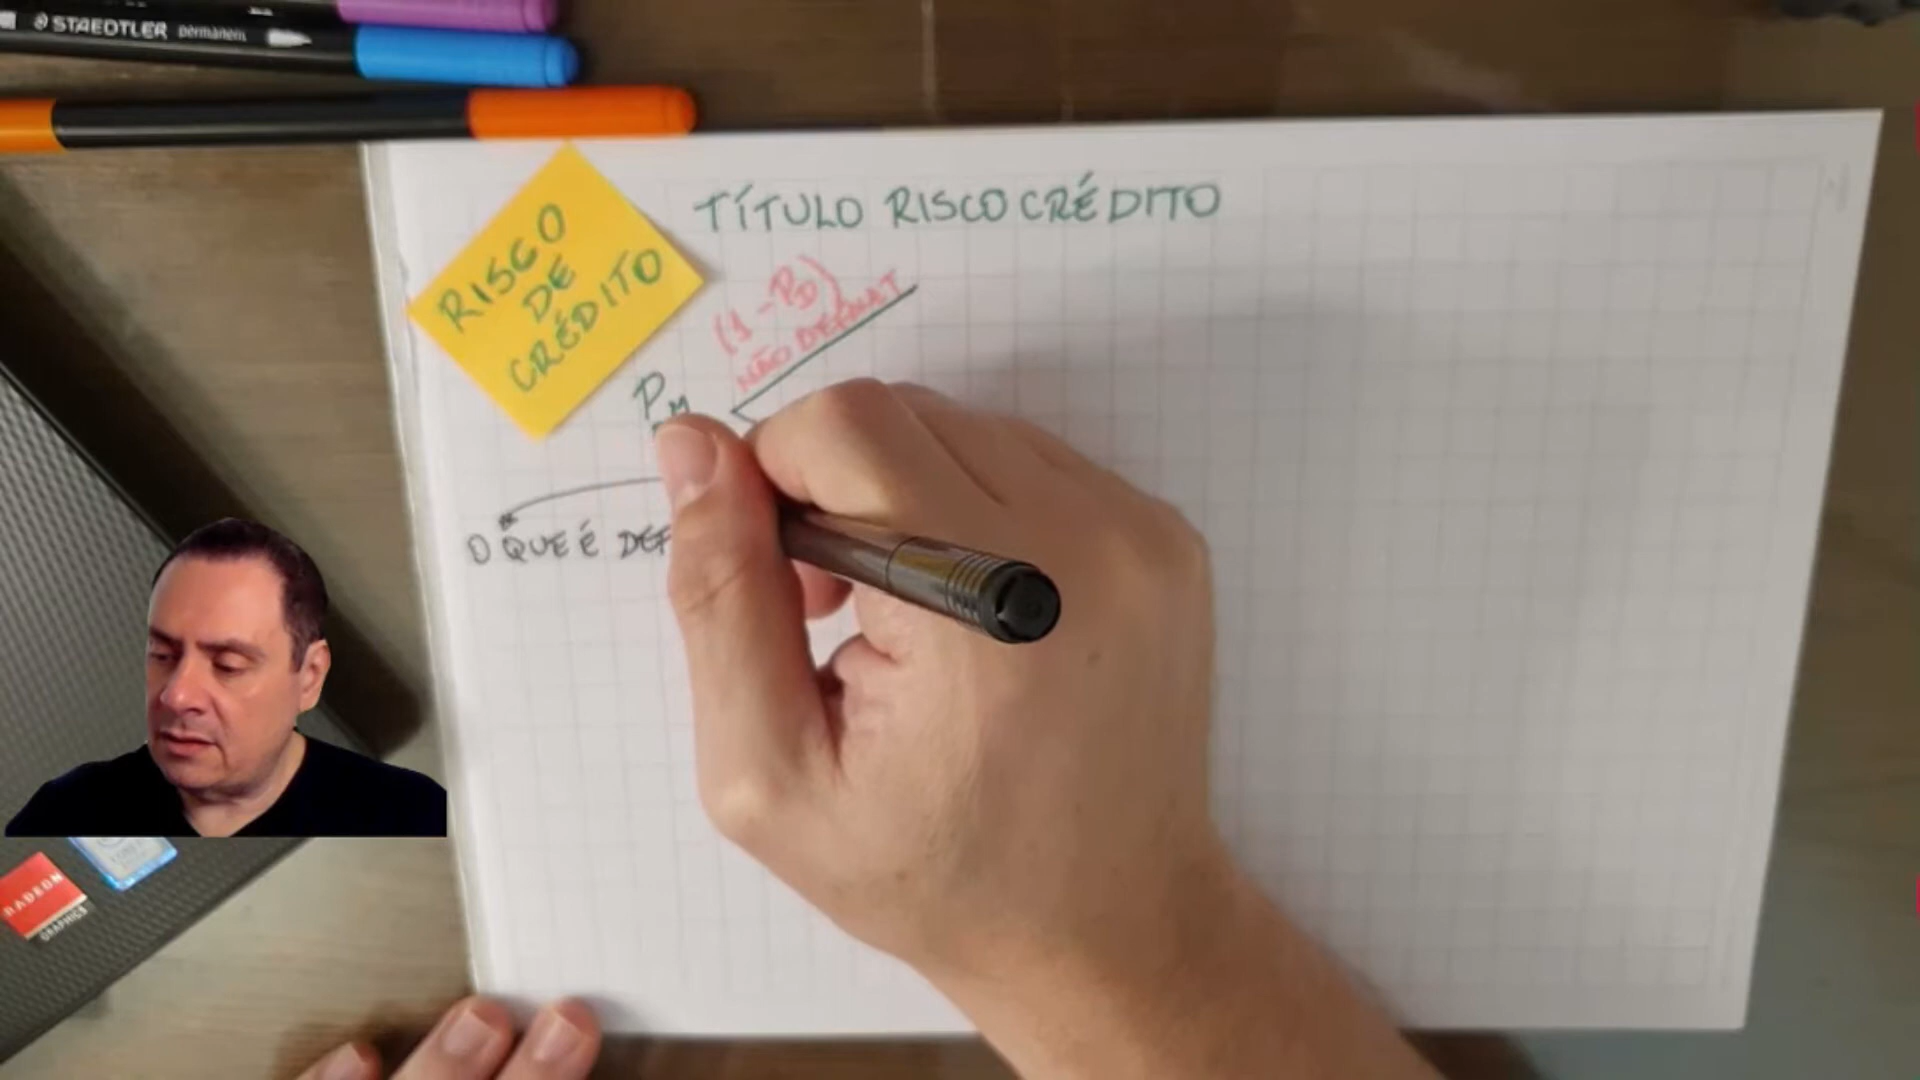 STAEDTLER permanent
RISCO
DE
CRÉDITO
TÍTULO RISCO CRÉDITO
(1 - PD)
NÃO DEFAULT
PM
O QUE É DEF
RADEON
GRAPHICS